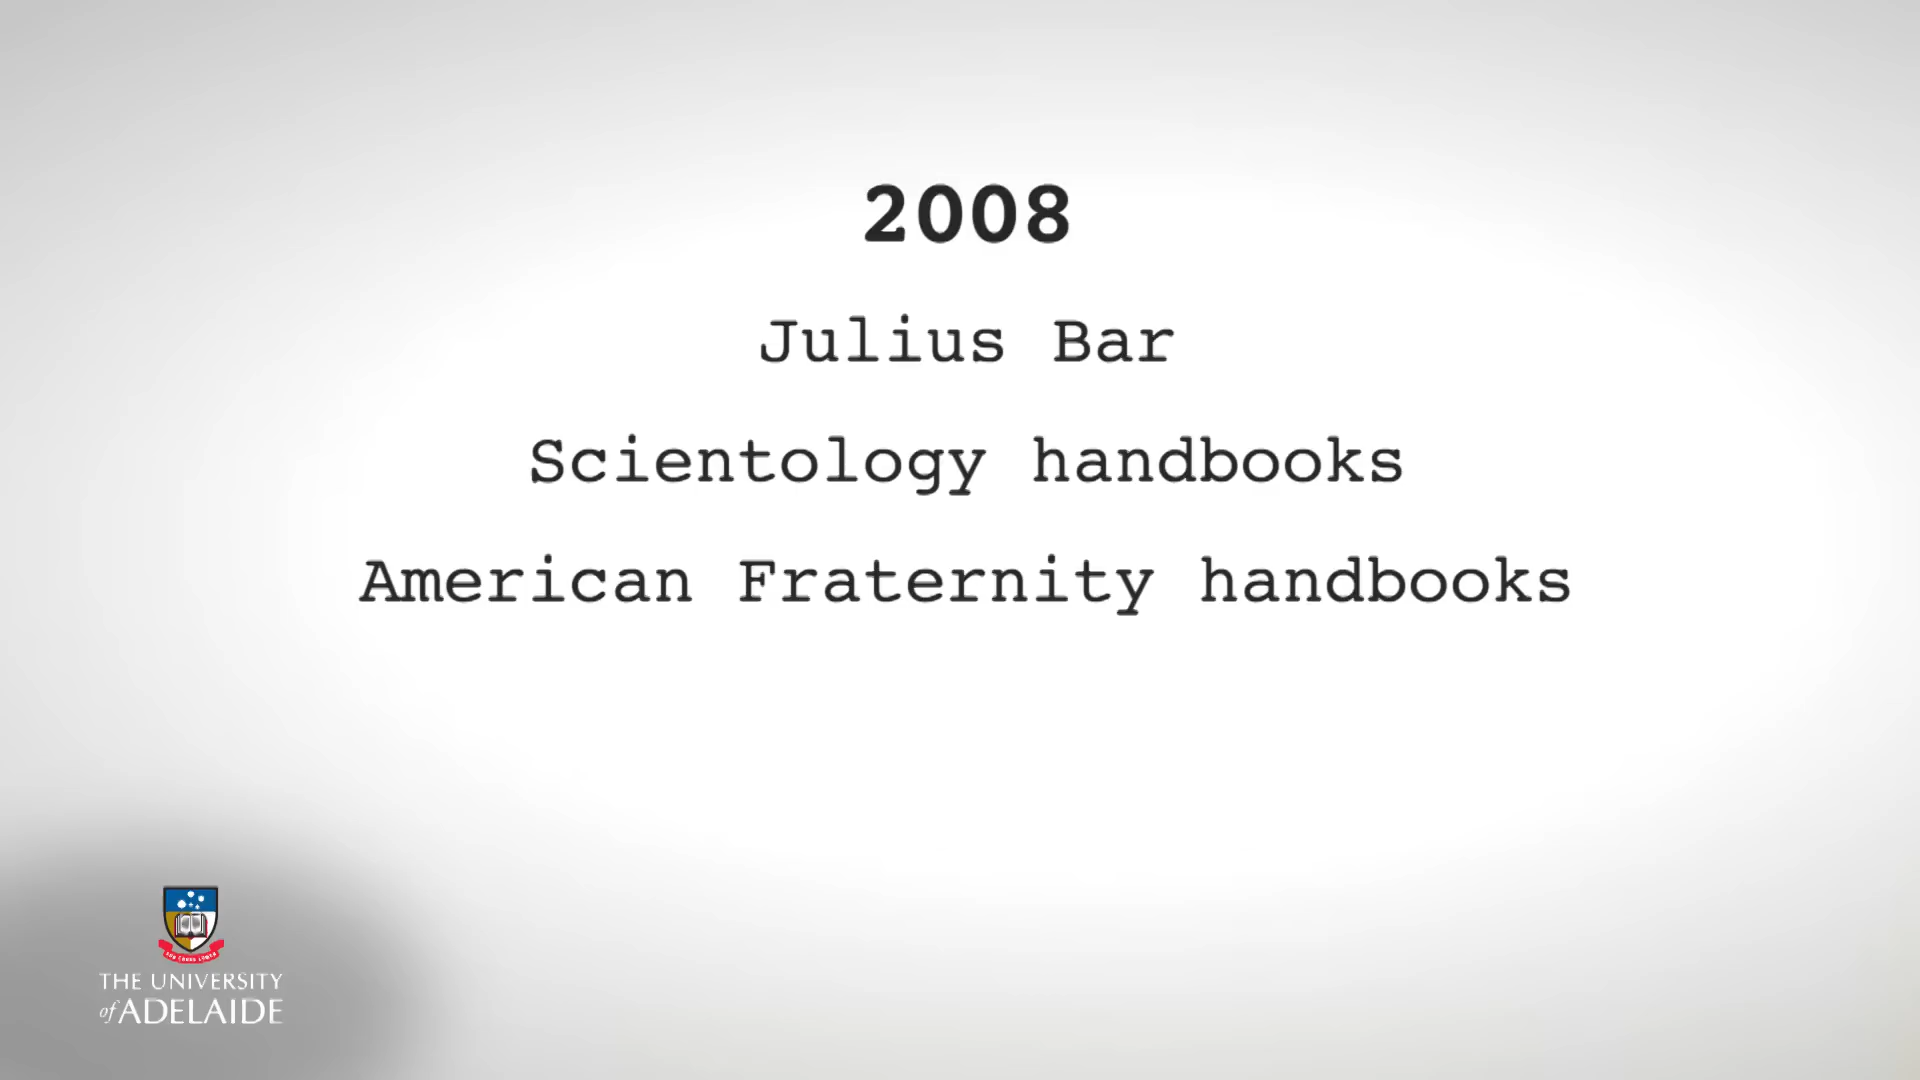 2008
Julius Bar
Scientology handbooks
American Fraternity handbooks
THE UNIVERSITY
of ADELAIDE